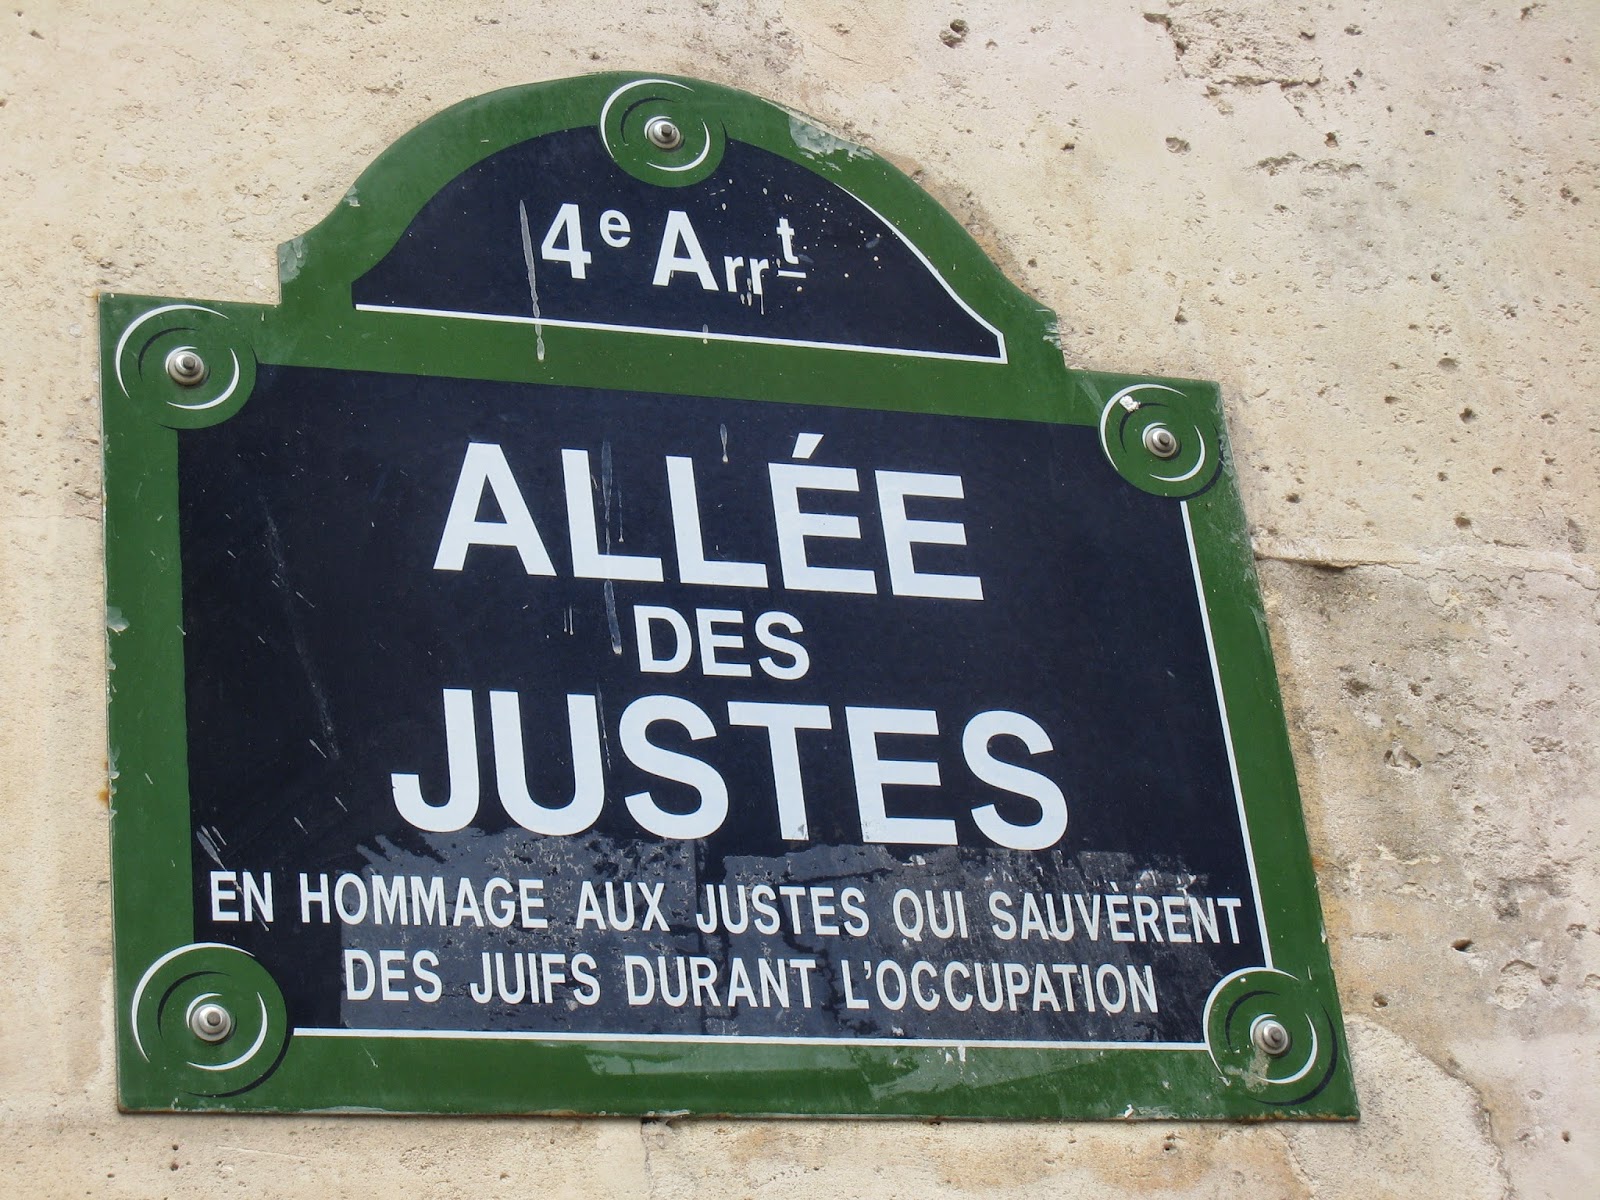 4e Arrt
ALLÉE
DES
JUSTES
EN HOMMAGE AUX JUSTES QUI SAUVÈRENT
DES JUIFS DURANT L'OCCUPATION